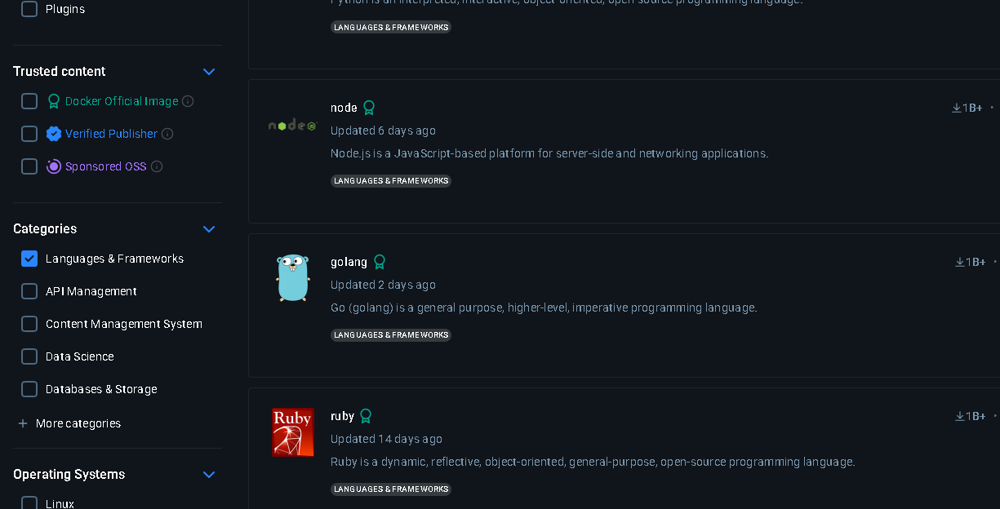 Plugins
Trusted content
Docker Official Image
Verified Publisher
Sponsored OSS
Categories
Languages & Frameworks
API Management
Content Management System
Data Science
Databases & Storage
More categories
Operating Systems
Linux
Python is an interpreted, interactive, object-oriented, open-source programming language.
LANGUAGES & FRAMEWORKS
node
node
1B+ •
Updated 6 days ago
Node.js is a JavaScript-based platform for server-side and networking applications.
LANGUAGES & FRAMEWORKS
golang
1B+ •
Updated 2 days ago
Go (golang) is a general purpose, higher-level, imperative programming language.
LANGUAGES & FRAMEWORKS
Ruby
ruby
1B+ •
Updated 14 days ago
Ruby is a dynamic, reflective, object-oriented, general-purpose, open-source programming language.
LANGUAGES & FRAMEWORKS